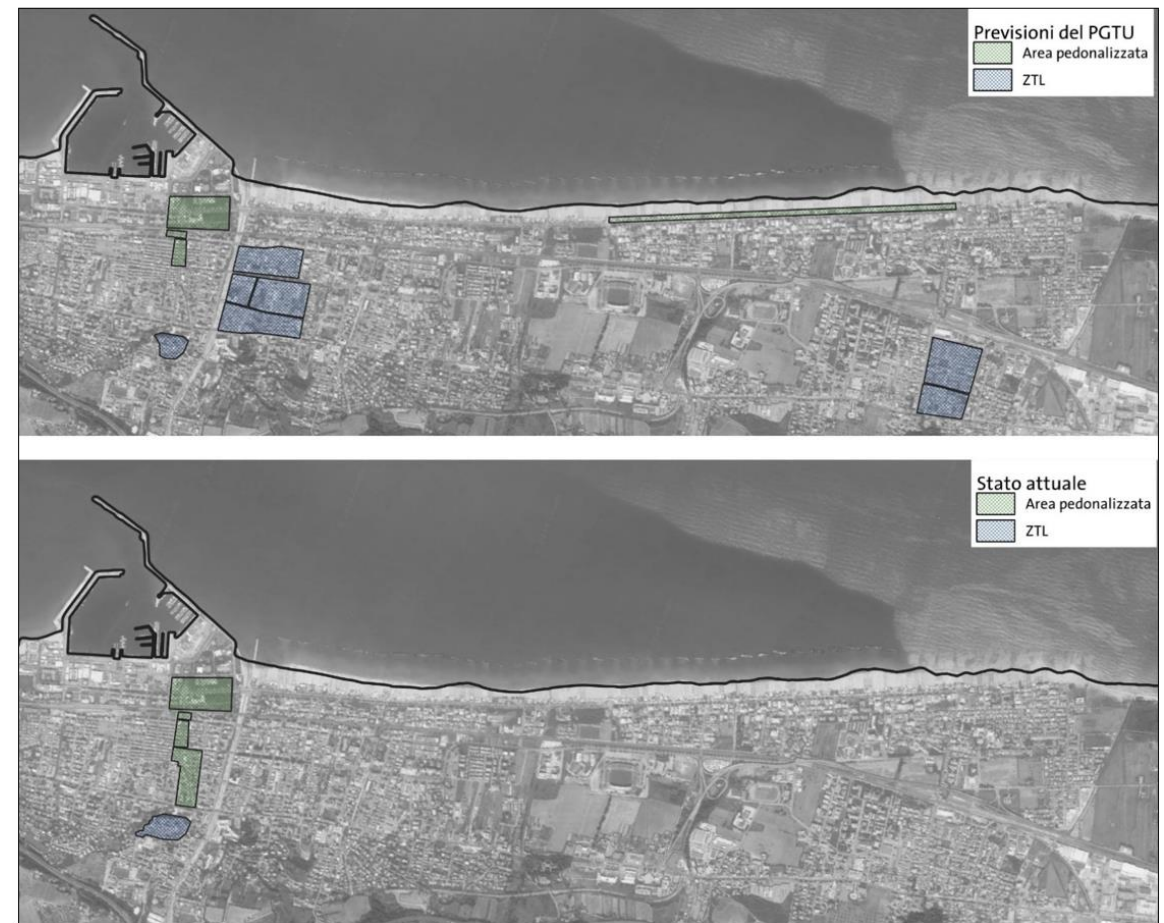 Previsioni del PGTU
Area pedonalizzata
ZTL
Stato attuale
Area pedonalizzata
ZTL